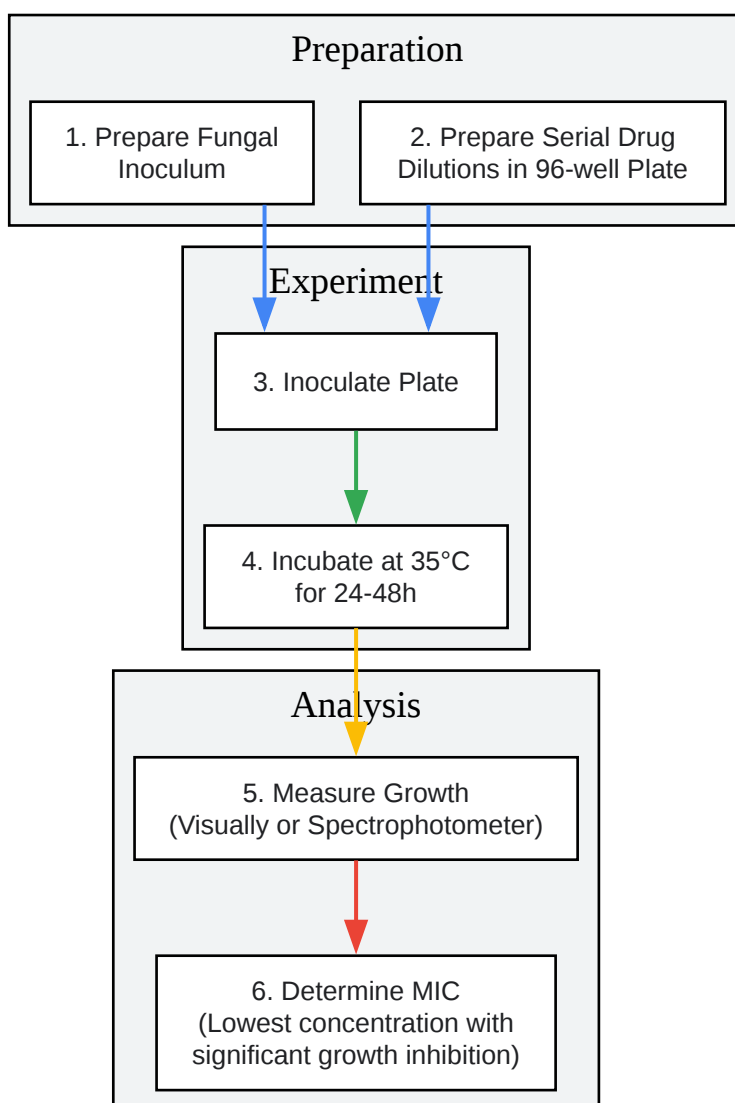 Preparation
1. Prepare Fungal
Inoculum
2. Prepare Serial Drug
Dilutions in 96-well Plate
Experiment
3. Inoculate Plate
4. Incubate at 35°C
for 24-48h
Analysis
5. Measure Growth
(Visually or Spectrophotometer)
6. Determine MIC
(Lowest concentration with
significant growth inhibition)